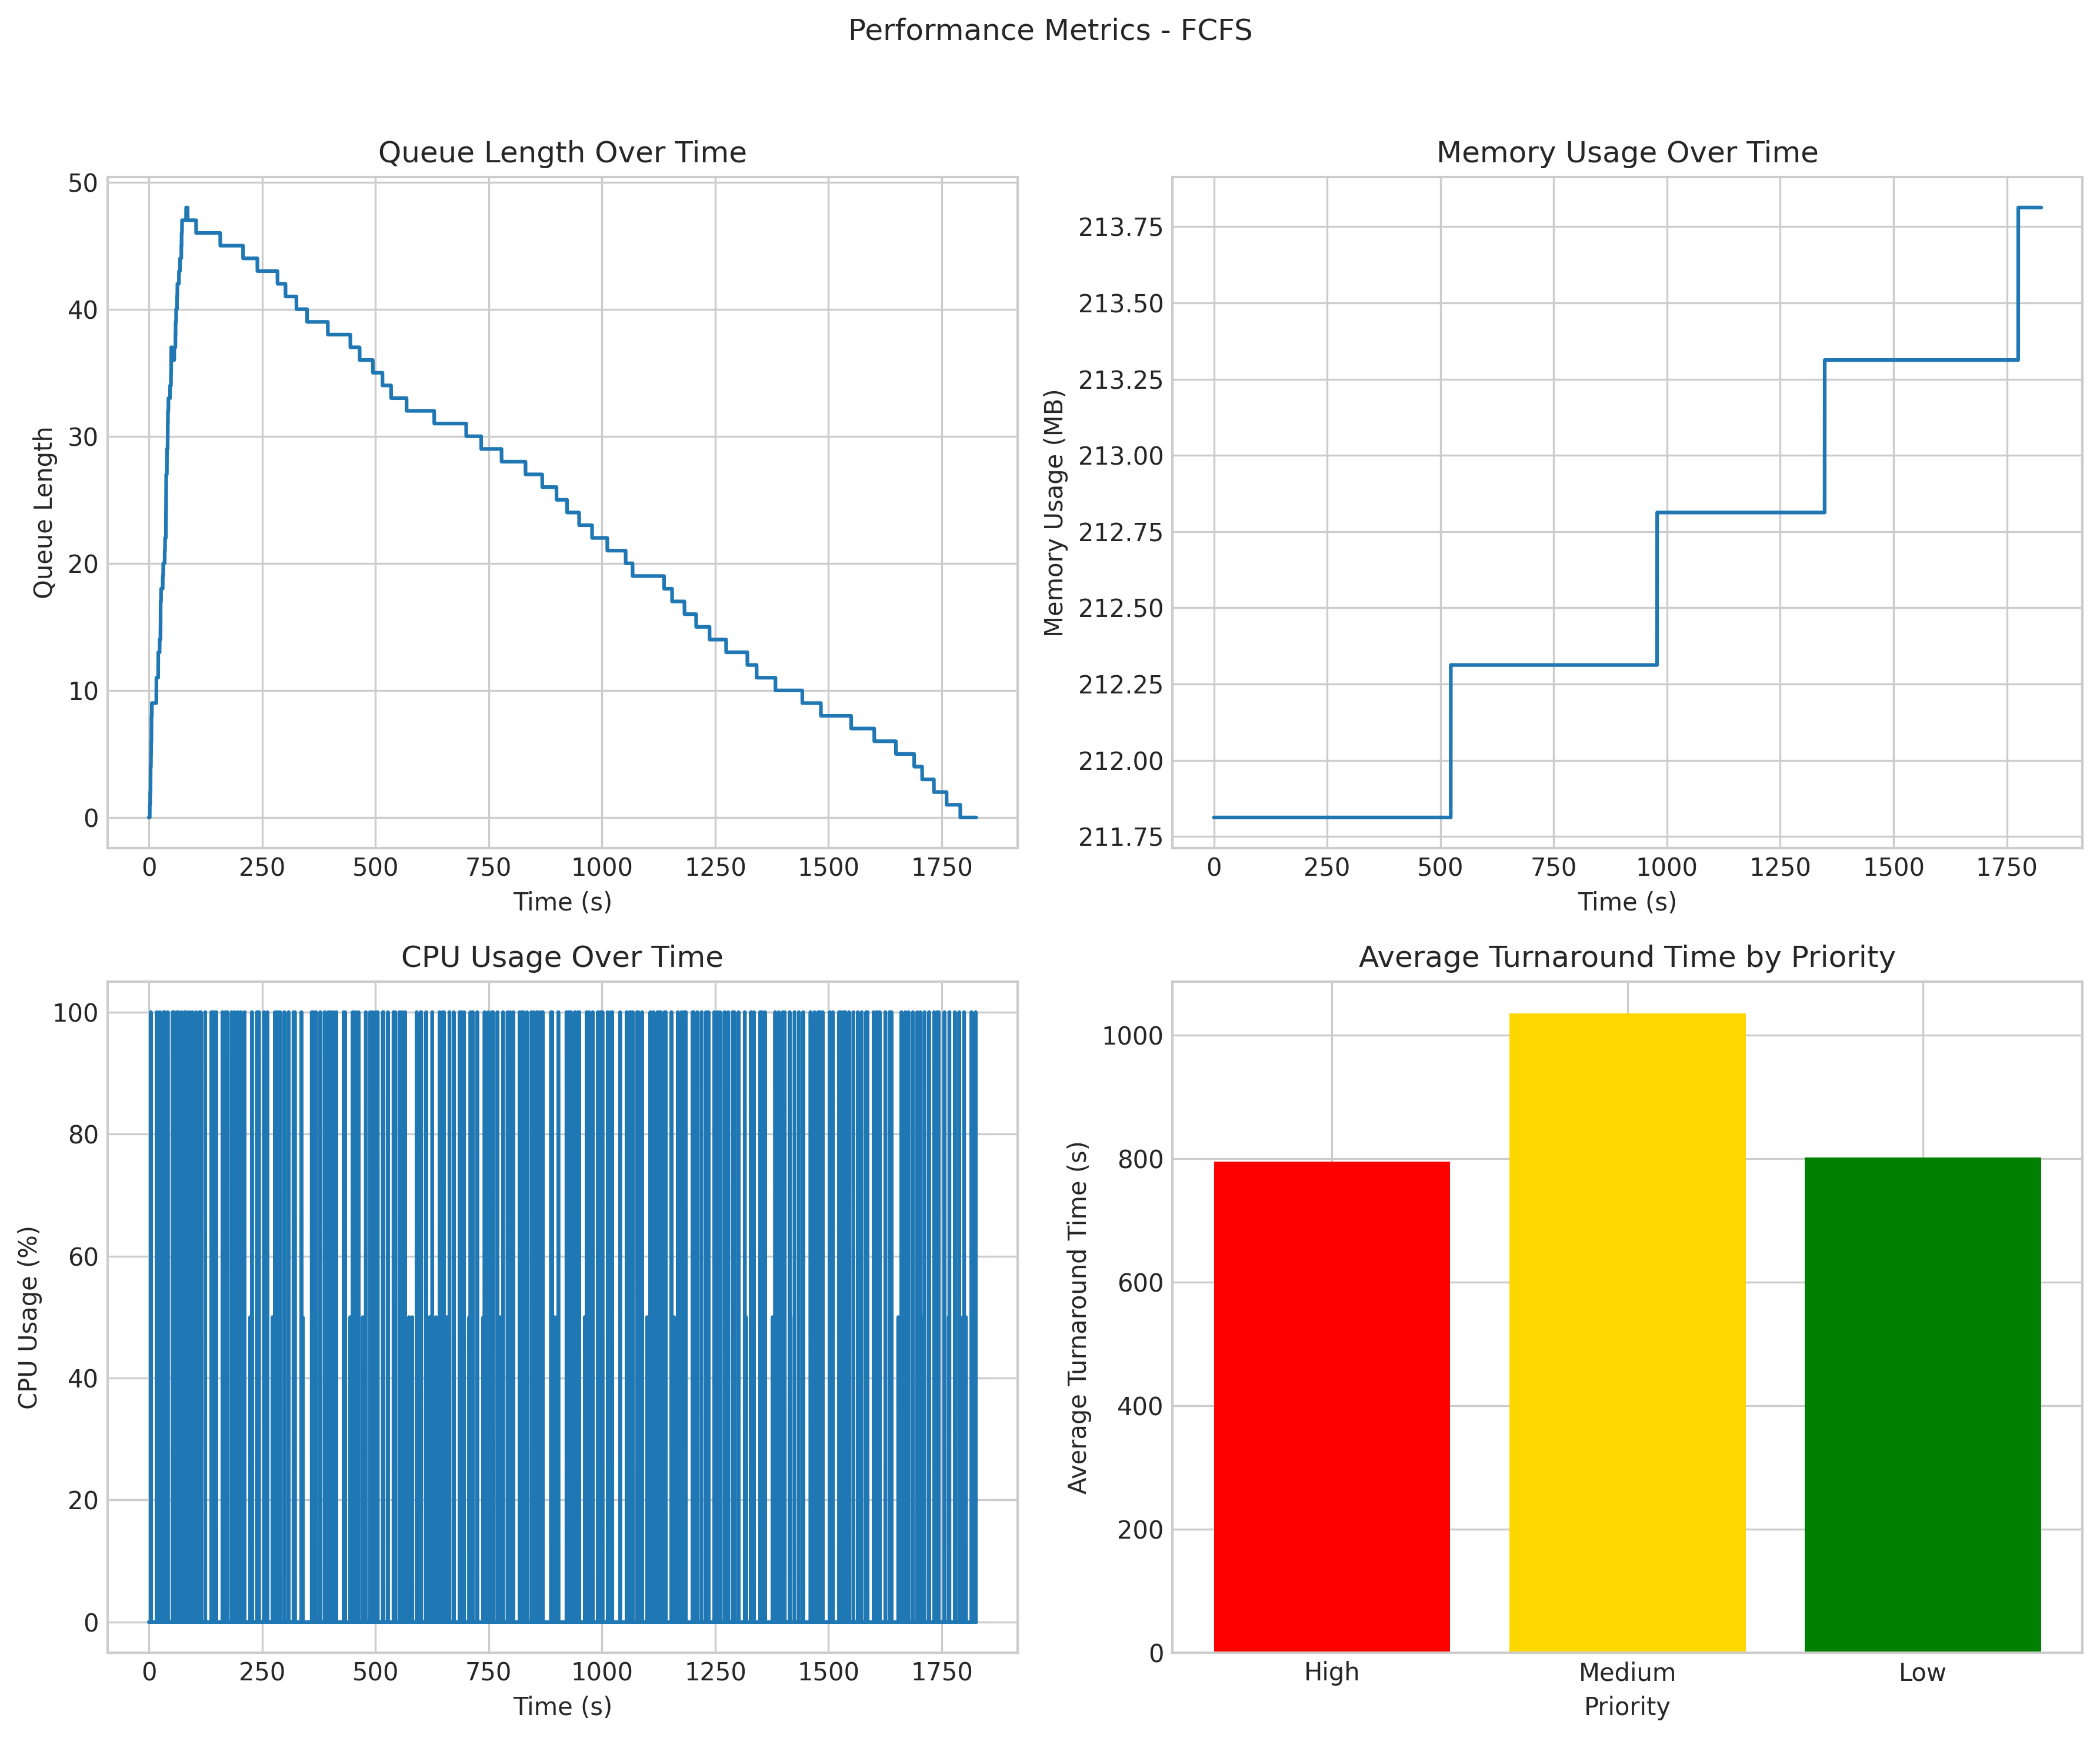 Performance Metrics - FCFS
Queue Length Over Time
50
40
30
20
10
0
Queue Length
0 250 500 750 1000 1250 1500 1750
Time (s)
Memory Usage Over Time
213.75
213.50
213.25
213.00
212.75
212.50
212.25
212.00
211.75
Memory Usage (MB)
0 250 500 750 1000 1250 1500 1750
Time (s)
CPU Usage Over Time
100
80
60
40
20
0
CPU Usage (%)
0 250 500 750 1000 1250 1500 1750
Time (s)
Average Turnaround Time by Priority
1000
800
600
400
200
0
Average Turnaround Time (s)
High Medium Low
Priority